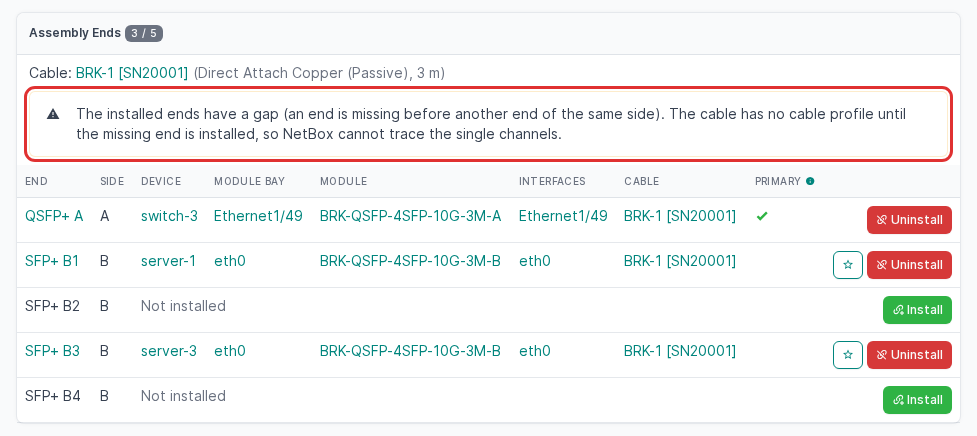 Assembly Ends 3 / 5
Cable: BRK-1 [SN20001] (Direct Attach Copper (Passive), 3 m)
The installed ends have a gap (an end is missing before another end of the same side). The cable has no cable profile until
the missing end is installed, so NetBox cannot trace the single channels.
END SIDE DEVICE MODULE BAY MODULE INTERFACES CABLE PRIMARY
QSFP+ A A switch-3 Ethernet1/49 BRK-QSFP-4SFP-10G-3M-A Ethernet1/49 BRK-1 [SN20001] Uninstall
SFP+ B1 B server-1 eth0 BRK-QSFP-4SFP-10G-3M-B eth0 BRK-1 [SN20001] Uninstall
SFP+ B2 B Not installed Install
SFP+ B3 B server-3 eth0 BRK-QSFP-4SFP-10G-3M-B eth0 BRK-1 [SN20001] Uninstall
SFP+ B4 B Not installed Install